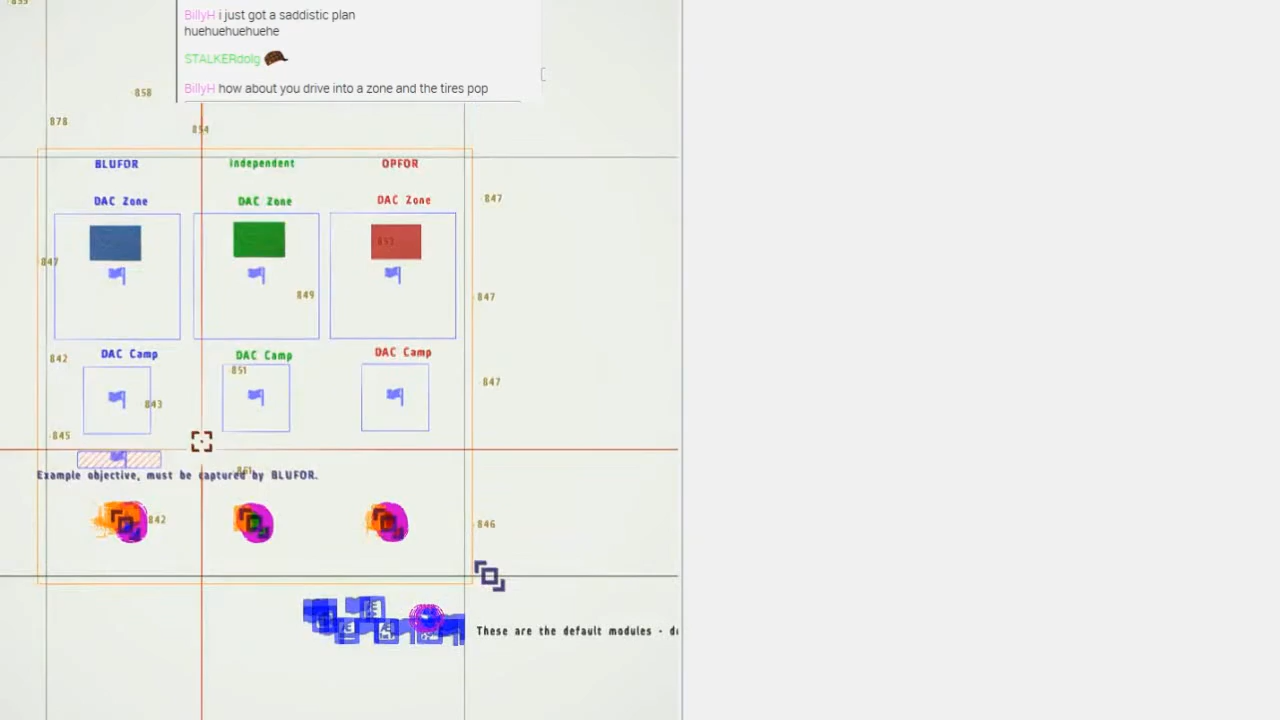 BillyH i just got a saddistic plan
huehuehuehuehe
STALKERdolg
BillyH how about you drive into a zone and the tires pop
858
878
854
BLUFOR Independent OPFOR
847
DAC Zone DAC Zone DAC Zone
853
847
849
847
842
DAC Camp DAC Camp DAC Camp
851
847
843
845
Example objective, must be captured by BLUFOR.
842
846
These are the default modules - d